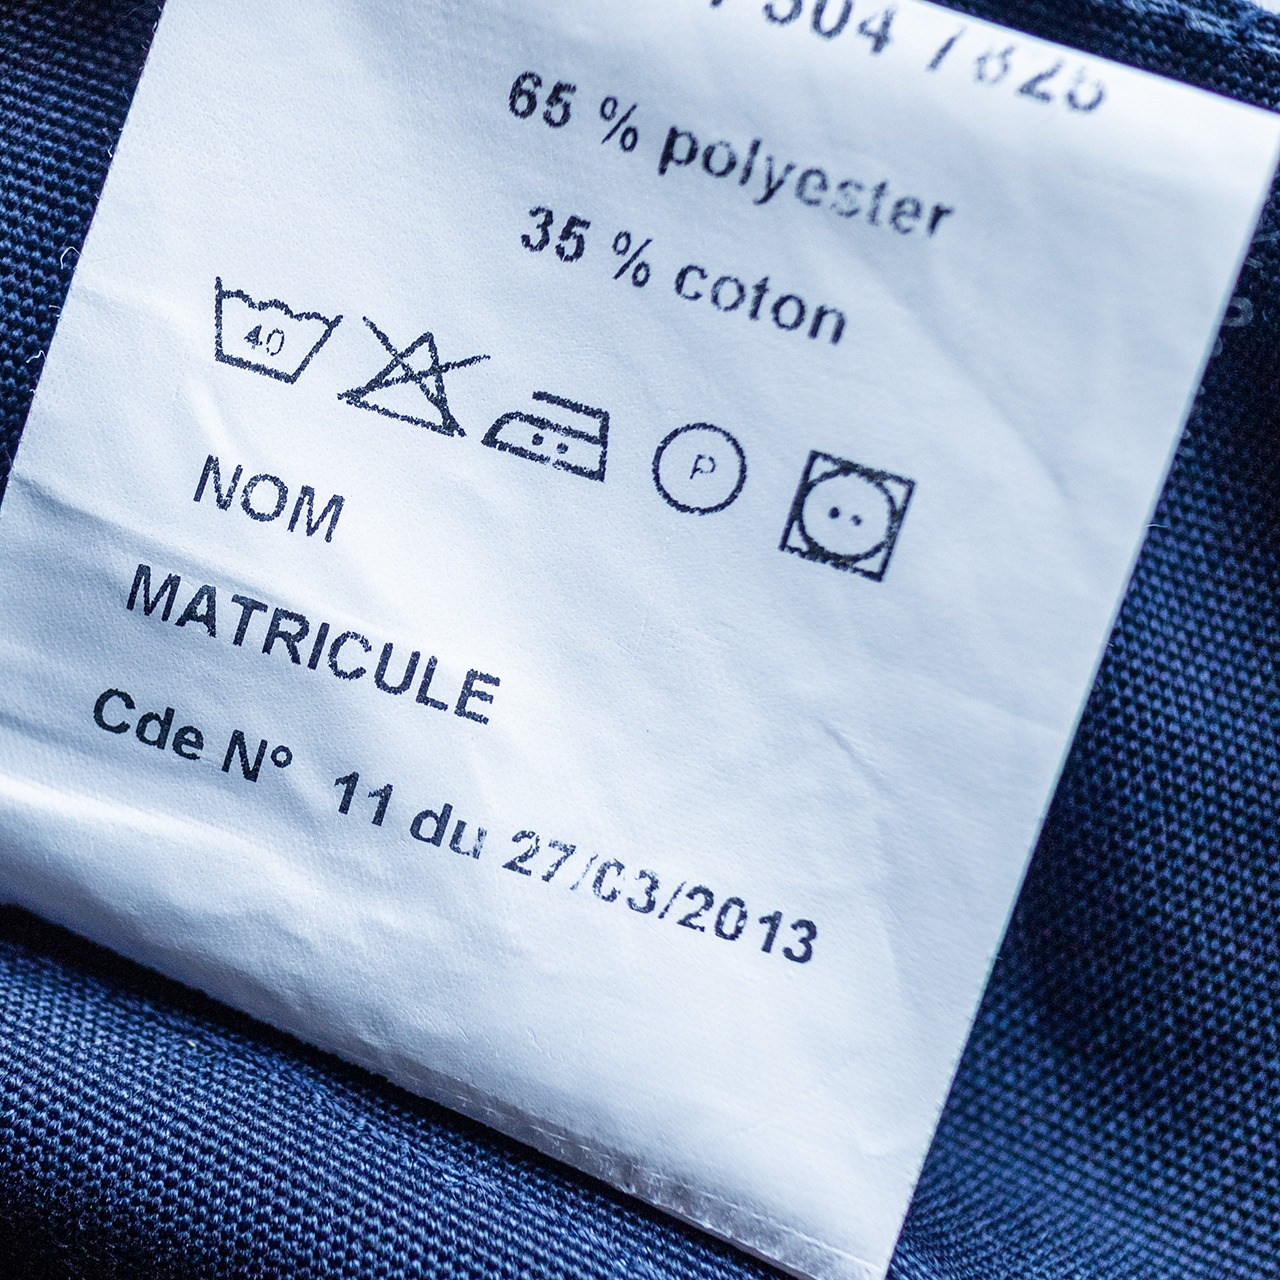 65 % polyester
35 % coton
40
P
NOM
MATRICULE
Cde N° 11 du 27/03/2013